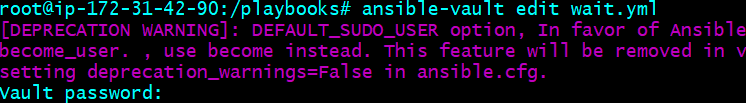 root@ip-172-31-42-90:/playbooks# ansible-vault edit wait.yml
[DEPRECATION WARNING]: DEFAULT_SUDO_USER option, In favor of Ansible
become_user. , use become instead. This feature will be removed in v
setting deprecation_warnings=False in ansible.cfg.
Vault password: